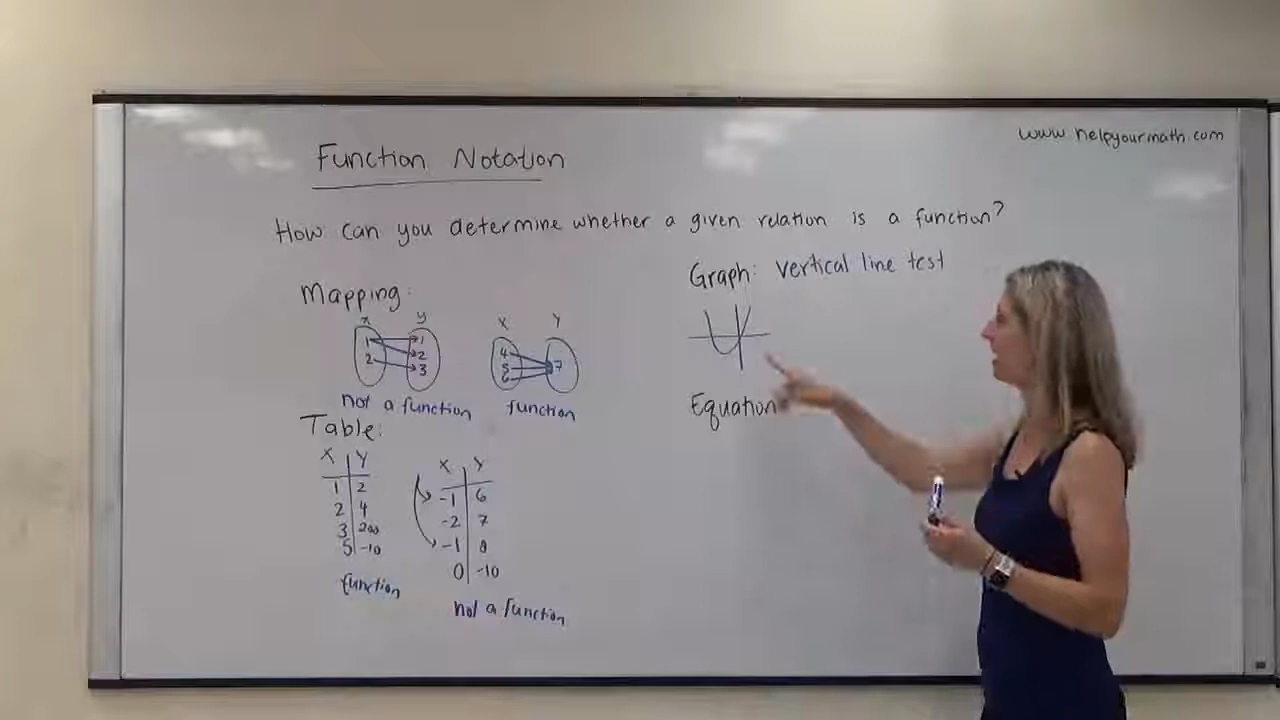 www.helpyourmath.com
Function Notation
How can you determine whether a given relation is a function?
Mapping:
X Y
1 1
2 2
3
not a function
X Y
4 7
5
6
function
Table:
X Y
1 2
2 4
3 200
5 -10
function
X Y
-1 6
-2 7
-1 8
0 -10
not a function
Graph: vertical line test
Equation